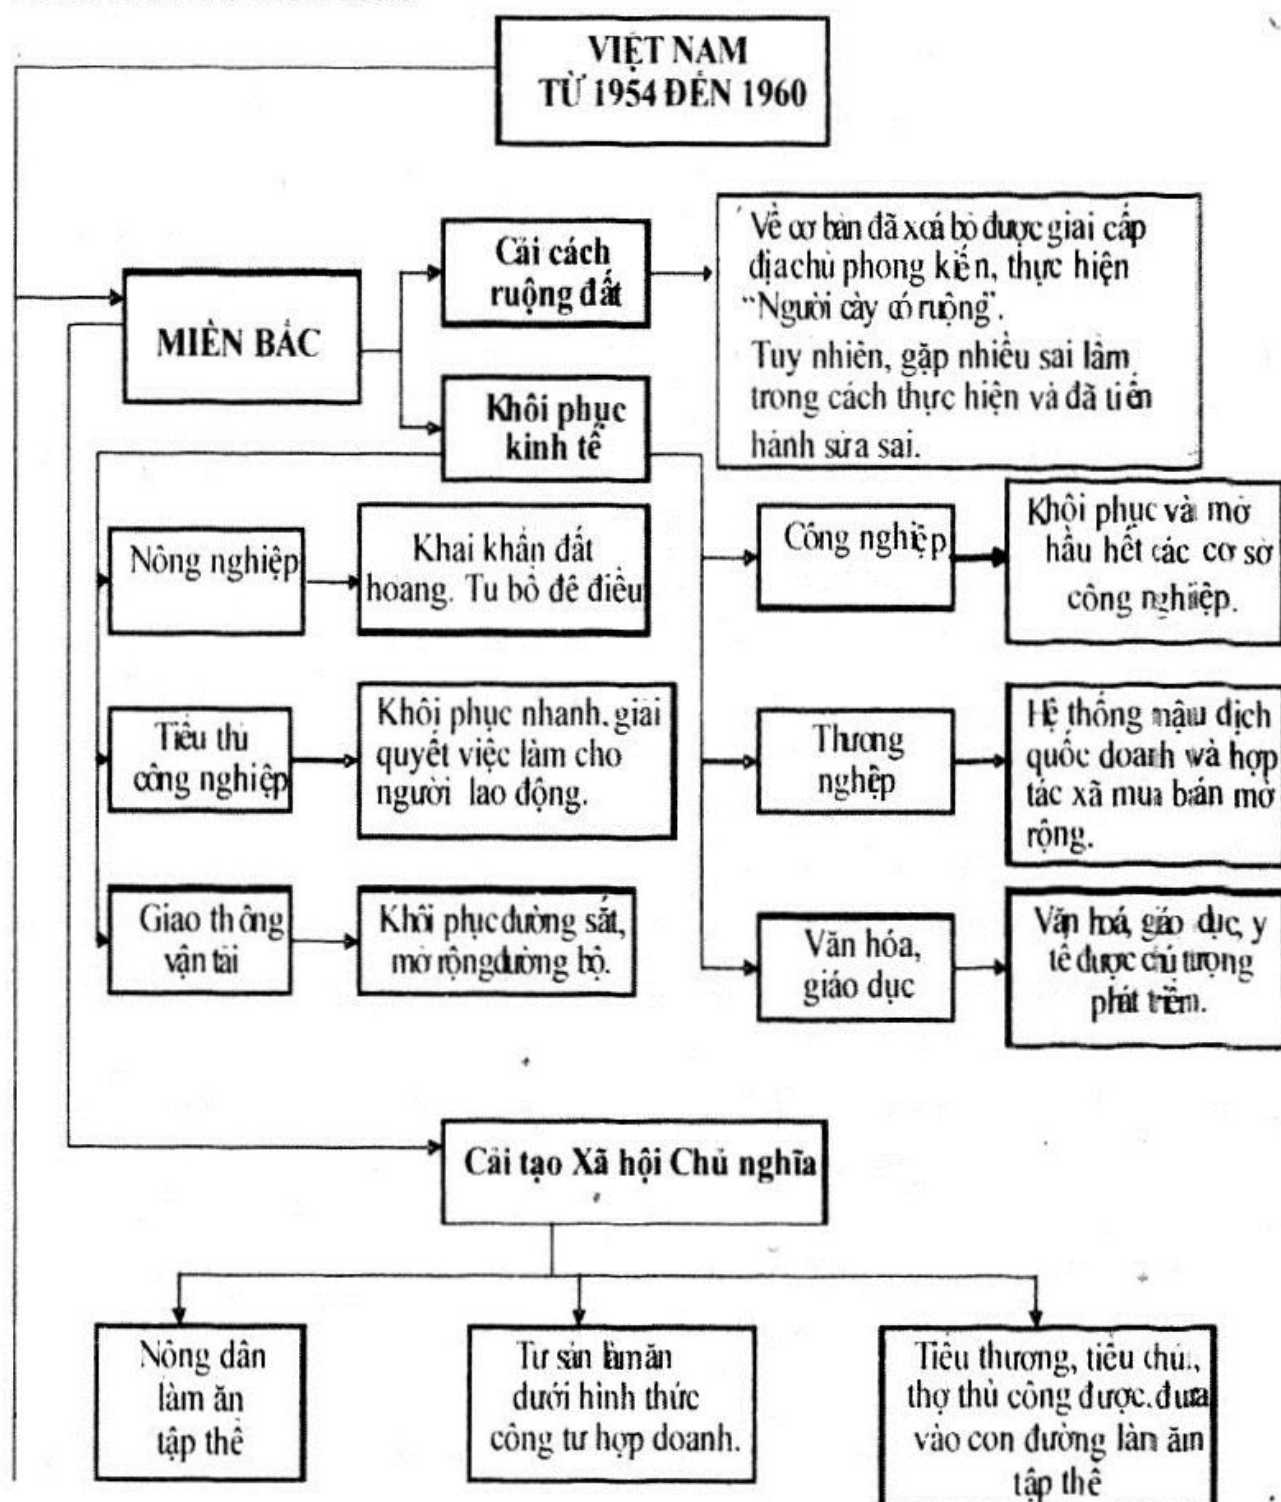 VIỆT NAM
TỪ 1954 ĐẾN 1960
MIỀN BẮC
Cải cách
ruộng đất
Về cơ bản đã xoá bỏ được giai cấp
địa chủ phong kiến, thực hiện
“Người cày có ruộng”.
Tuy nhiên, gặp nhiều sai lầm
trong cách thực hiện và đã tiến
hành sửa sai.
Khôi phục
kinh tế
Nông nghiệp
Khai khẩn đất
hoang. Tu bổ đê điều
Công nghiệp
Khôi phục và mở
hầu hết các cơ sở
công nghiệp.
Tiểu thủ
công nghiệp
Khôi phục nhanh. giải
quyết việc làm cho
người lao động.
Thương
nghệp
Hệ thống mậu dịch
quốc doanh và hợp
tác xã mua bán mở
rộng.
Giao thông
vận tải
Khôi phục đường sắt,
mở rộng đường bộ.
Văn hóa,
giáo dục
Văn hoá, giáo dục, y
tế được chú trọng
phát triển.
Cải tạo Xã hội Chủ nghĩa
Nông dân
làm ăn
tập thể
Tư sản làm ăn
dưới hình thức
công tư hợp doanh.
Tiểu thương, tiểu chủ.,
thợ thủ công được. đưa
vào con đường làn ăm
tập thể